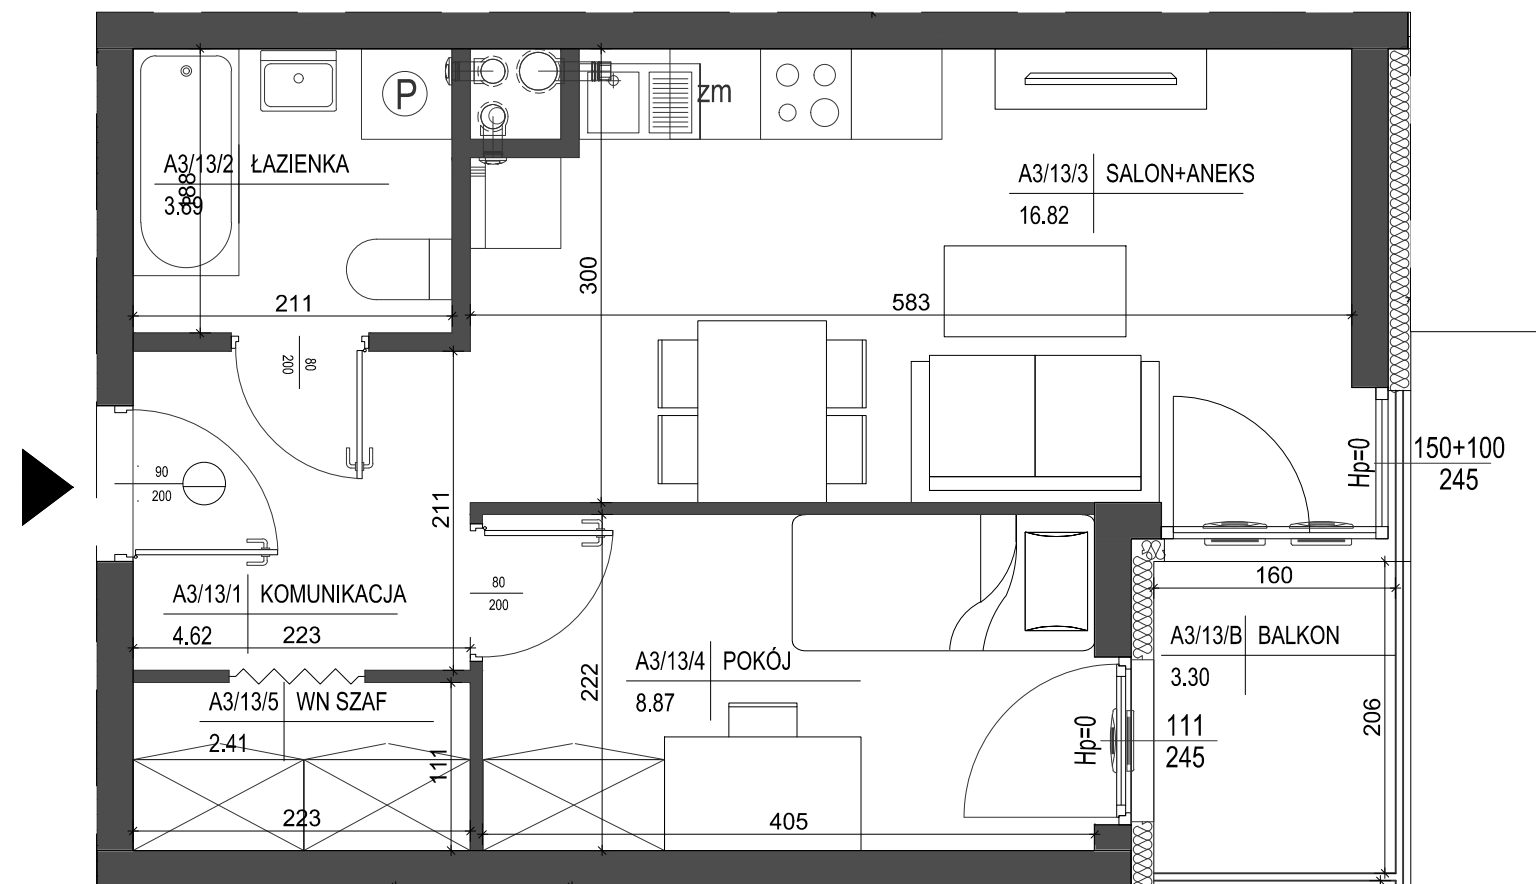 P
zm
A3/13/2 ŁAZIENKA
3.69
188
A3/13/3 SALON+ANEKS
16.82
300
211
583
80
200
90
200
211
Hp=0
150+100
245
A3/13/1 KOMUNIKACJA
4.62
223
80
200
160
A3/13/B BALKON
3.30
A3/13/4 POKÓJ
8.87
222
A3/13/5 WN SZAF
2.41
111
206
Hp=0
111
245
223
405